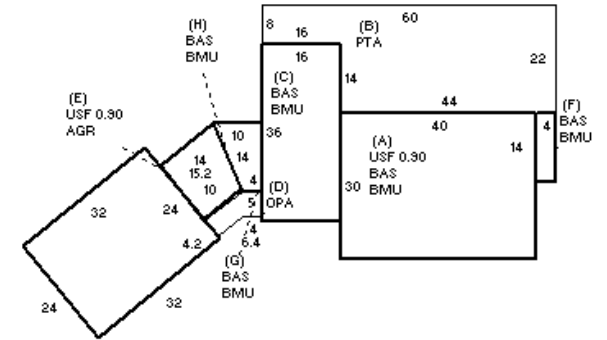 60
(H)
BAS
BMU
8
16
(B)
PTA
16
22
(C)
BAS
BMU
14
(E)
USF 0.90
AGR
44
(F)
BAS
BMU
10
36
40
4
(A)
USF 0.90
BAS
BMU
14
14
15.2
14
10
4
(D)
OPA
30
32
24
5
4
6.4
4.2
(G)
BAS
BMU
24
32